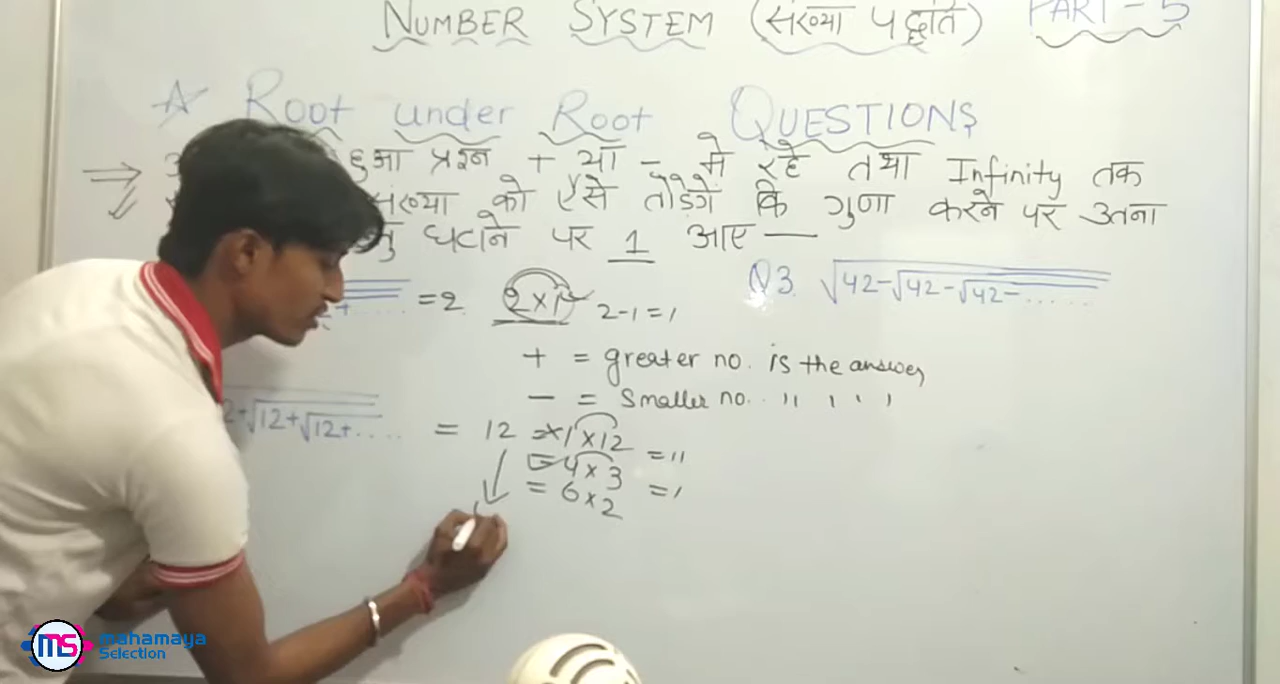 NUMBER SYSTEM (संख्या पद्धति) PART-5
☆ Root under Root QUESTIONS
⇒ हुआ प्रश्न + या - में रहे तथा Infinity तक
संख्या को ऐसे तोड़ेगें कि गुणा करने पर उतना
घटाने पर 1 आए —
=2 2×1 2-1=1
Q3. √42-√42-√42-......
+ = greater no. is the answer
- = Smaller no. " " " "
√12+√12+.... = 12 =×1×12 =11
4×3 =1
= 6×2
MS mahamaya
Selection